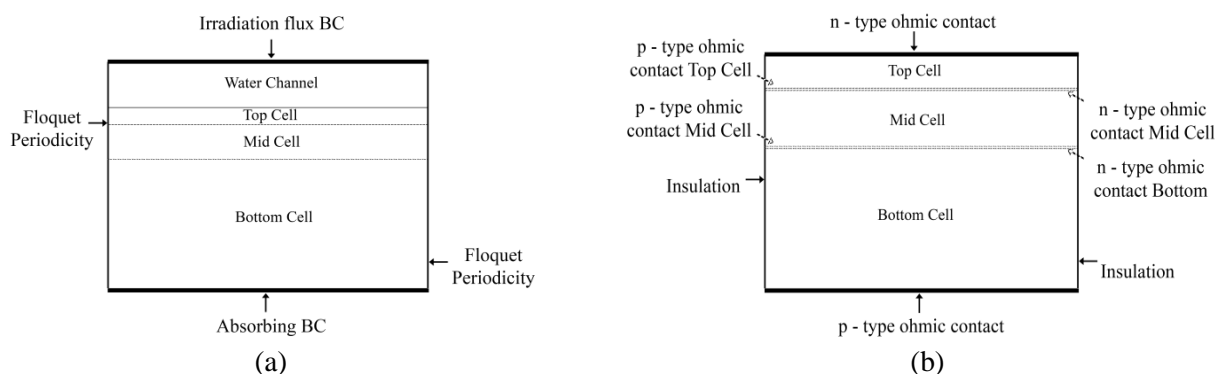 Irradiation flux BC
Water Channel
Floquet
Periodicity
Top Cell
Mid Cell
Bottom Cell
Floquet
Periodicity
Absorbing BC
(a)
n - type ohmic contact
p - type ohmic
contact Top Cell
Top Cell
p - type ohmic
contact Mid Cell
n - type ohmic
contact Mid Cell
Mid Cell
n - type ohmic
contact Bottom
Insulation
Bottom Cell
Insulation
p - type ohmic contact
(b)